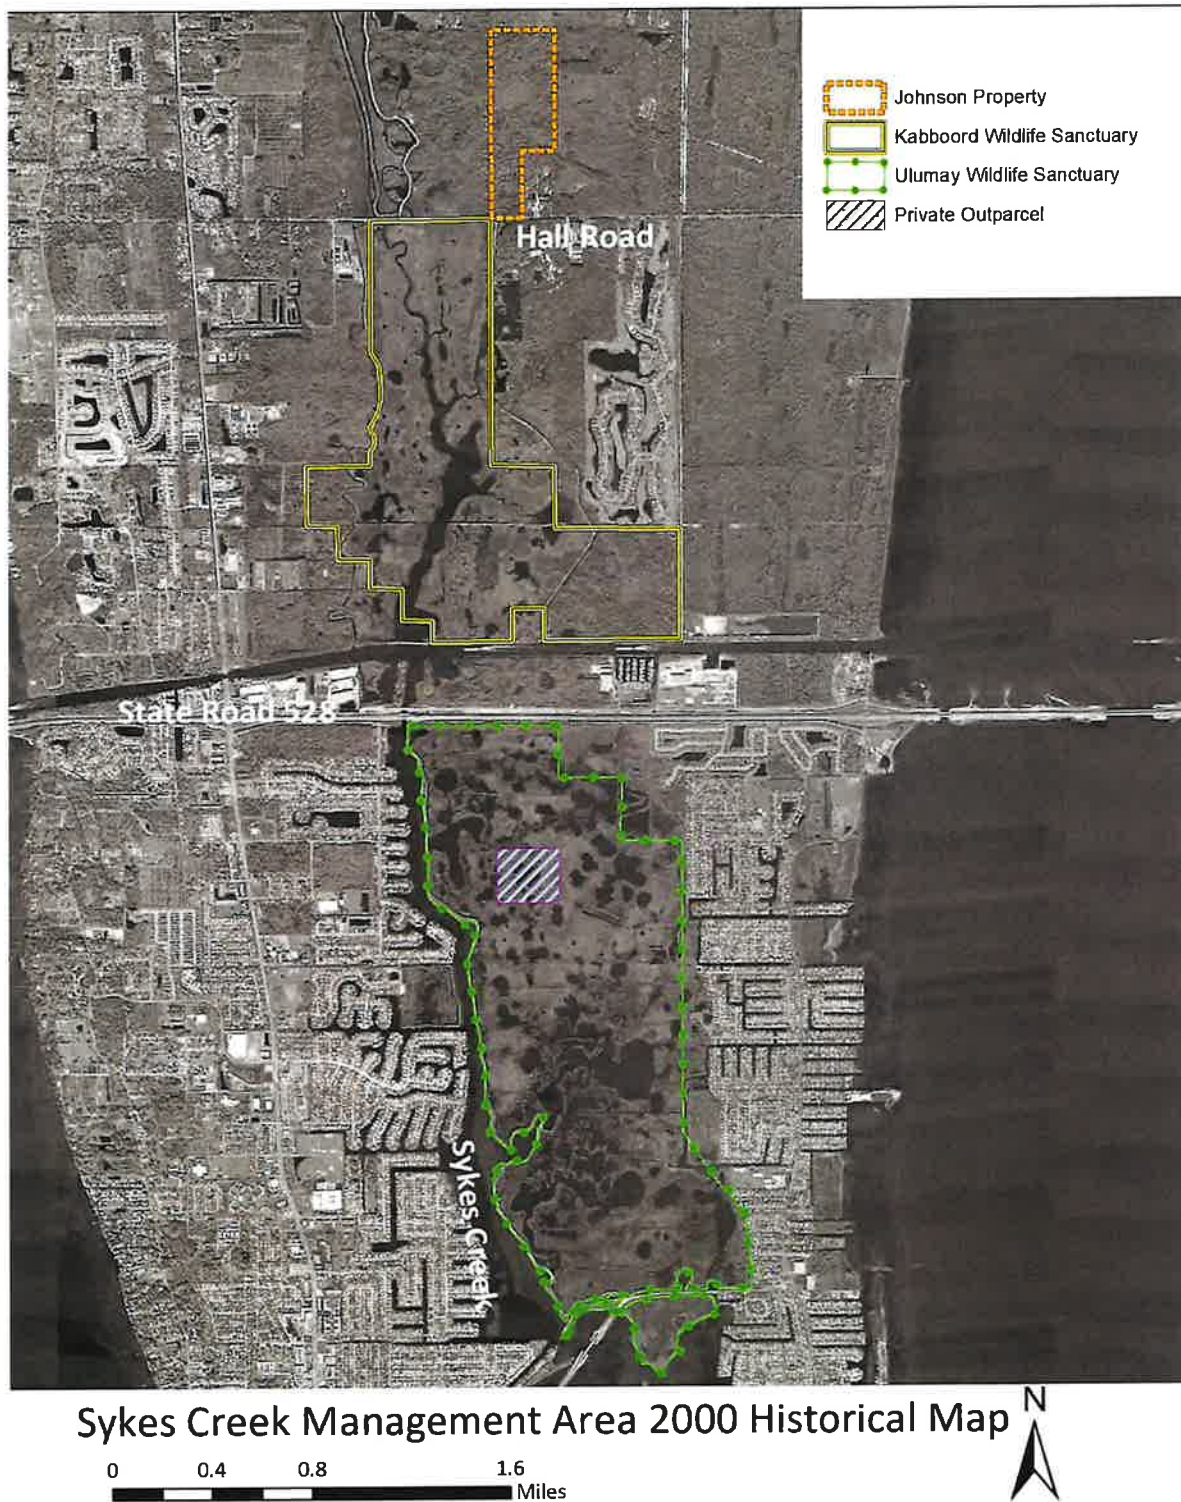 Johnson Property
Kabboord Wildlife Sanctuary
Ulumay Wildlife Sanctuary
Private Outparcel
Hall Road
State Road 528
Sykes Creek
Sykes Creek Management Area 2000 Historical Map
N
0 0.4 0.8 1.6
Miles